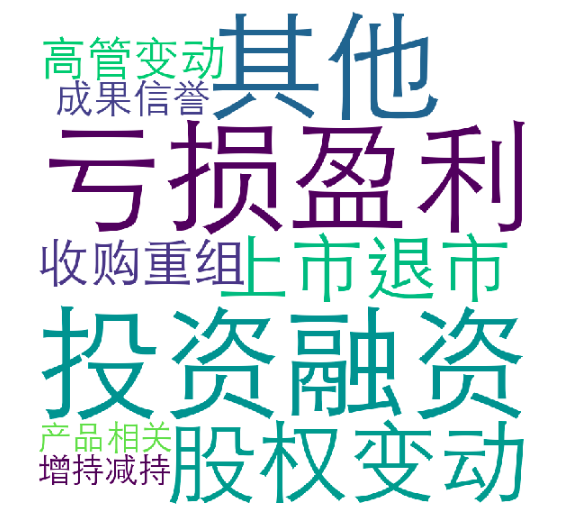 高管变动
其他
成果信誉
亏损盈利
收购重组
上市退市
投资融资
产品相关
股权变动
增持减持